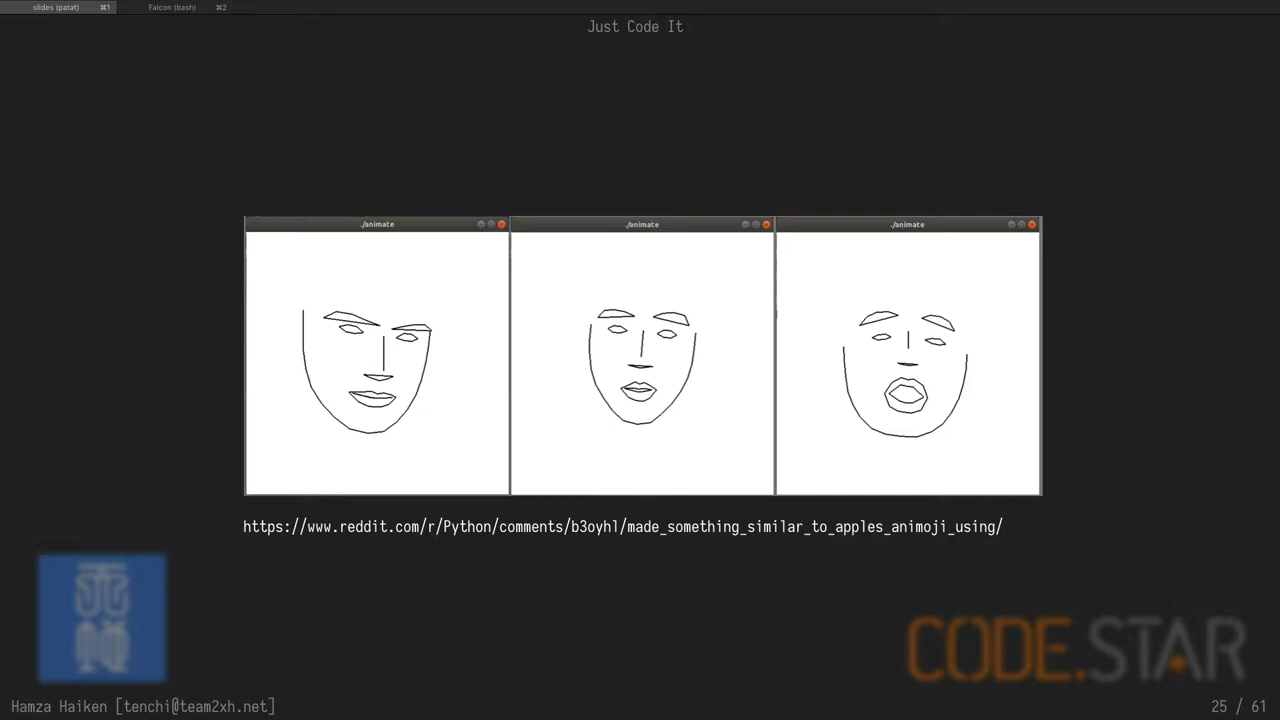 slides (patat) ⌘1 Falcon (bash) ⌘2
Just Code It
./animate ./animate ./animate
https://www.reddit.com/r/Python/comments/b3oyhl/made_something_similar_to_apples_animoji_using/
CODE.STAR
Hamza Haiken [tenchi@team2xh.net] 25 / 61